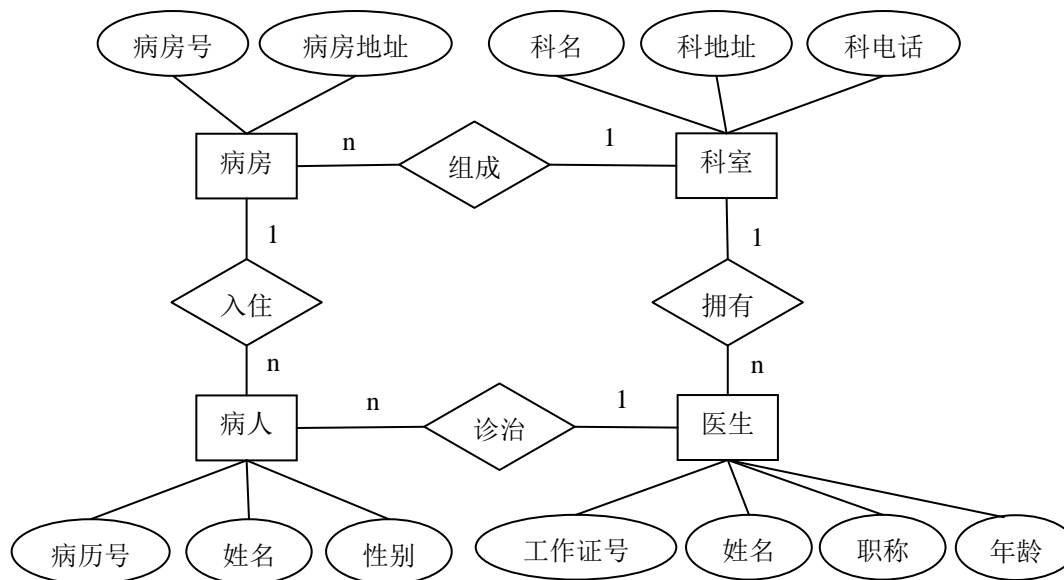 病房号 病房地址 科名 科地址 科电话
病房 n 组成 1 科室
1 1
入住 拥有
n n
病人 n 诊治 1 医生
病历号 姓名 性别 工作证号 姓名 职称 年龄